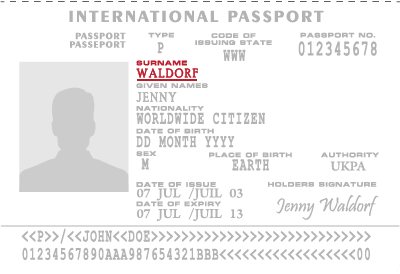 INTERNATIONAL PASSPORT
PASSPORT TYPE CODE OF ISSUING STATE PASSPORT NO.
PASSEPORT P WWW 012345678
SURNAME
WALDORF
GIVEN NAMES
JENNY
NATIONALITY
WORLDWIDE CITIZEN
DATE OF BIRTH
DD MONTH YYYY
SEX PLACE OF BIRTH AUTHORITY
M EARTH UKPA
DATE OF ISSUE HOLDERS SIGNATURE
07 JUL /JUIL 03
DATE OF EXPIRY Jenny Waldorf
07 JUL /JUIL 13
<<P>>/<<JOHN<<DOE>>>>>>>>>>>>>>>>>>>>>>>>>>>>
01234567890AAA987654321BBB<<<<<<<<<<<<<<<<<<00